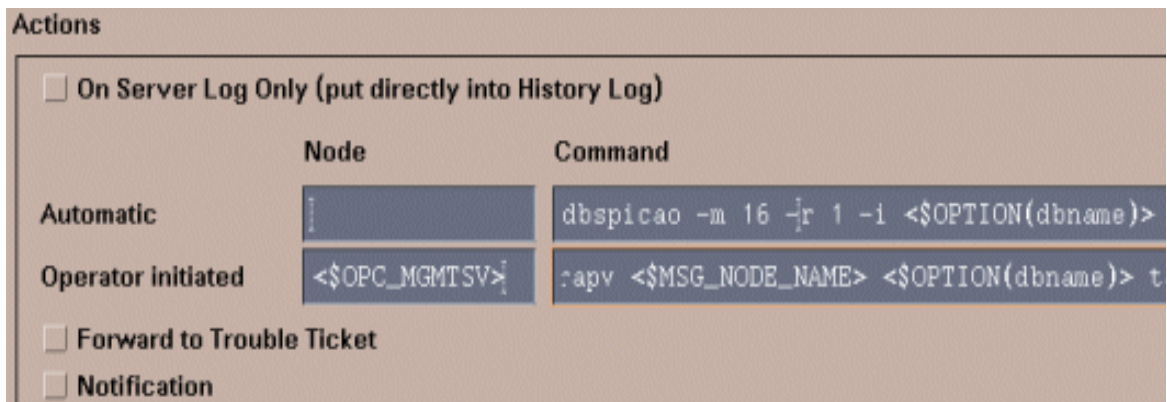 Actions
On Server Log Only (put directly into History Log)
Node Command
Automatic dbspicao -m 16 -r 1 -i <$OPTION(dbname)>
Operator initiated <$OPC_MGMTSV> rapv <$MSG_NODE_NAME> <$OPTION(dbname)> t
Forward to Trouble Ticket
Notification